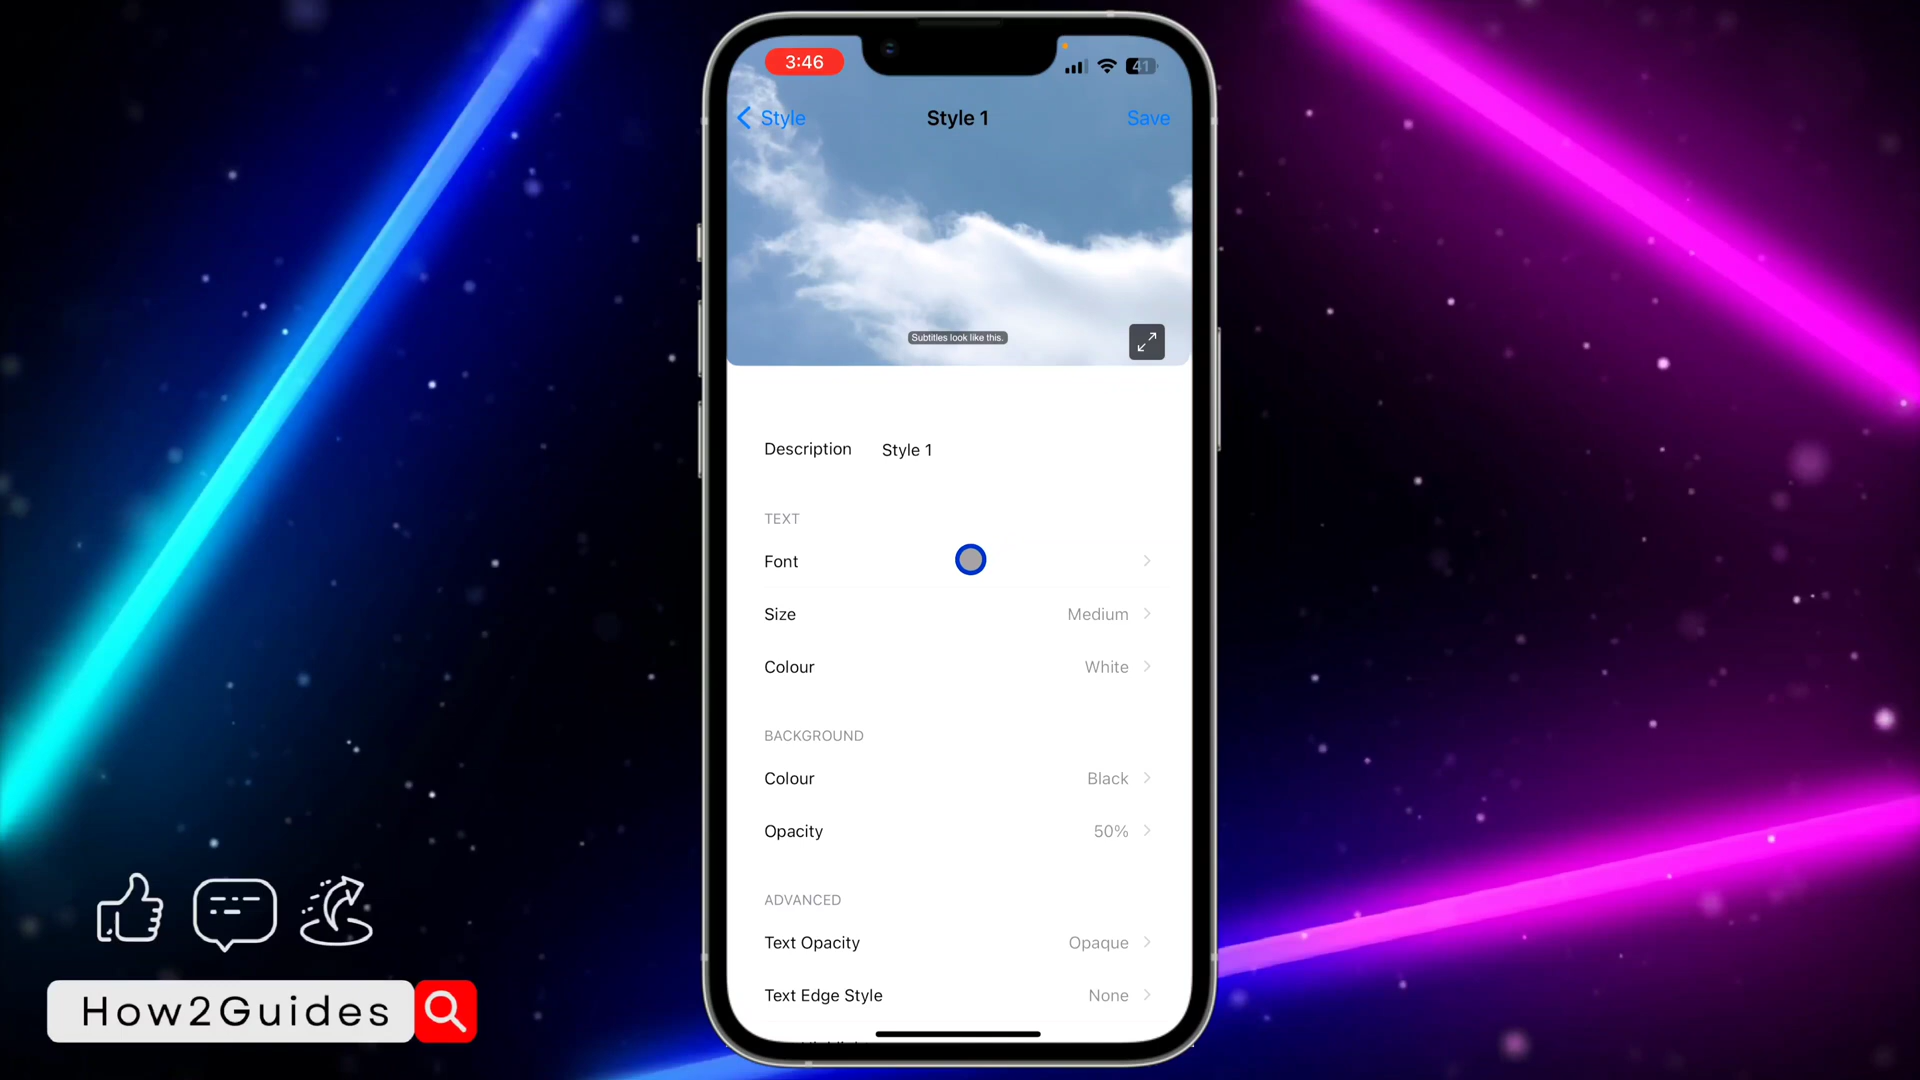 3:46
41
Style
Style 1
Save
Subtitles look like this.
Description
Style 1
TEXT
Font
Size
Medium
Colour
White
BACKGROUND
Colour
Black
Opacity
50%
ADVANCED
Text Opacity
Opaque
Text Edge Style
None
How2Guides